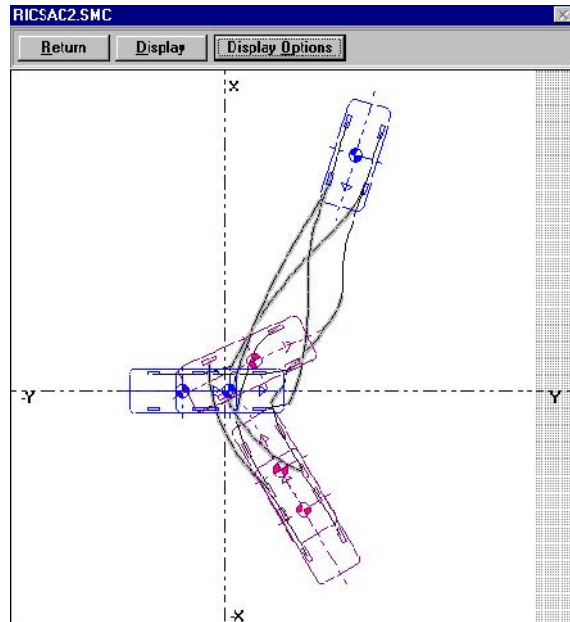 RICSAC2.SMC
Return Display Display Options
X
-Y Y
-X